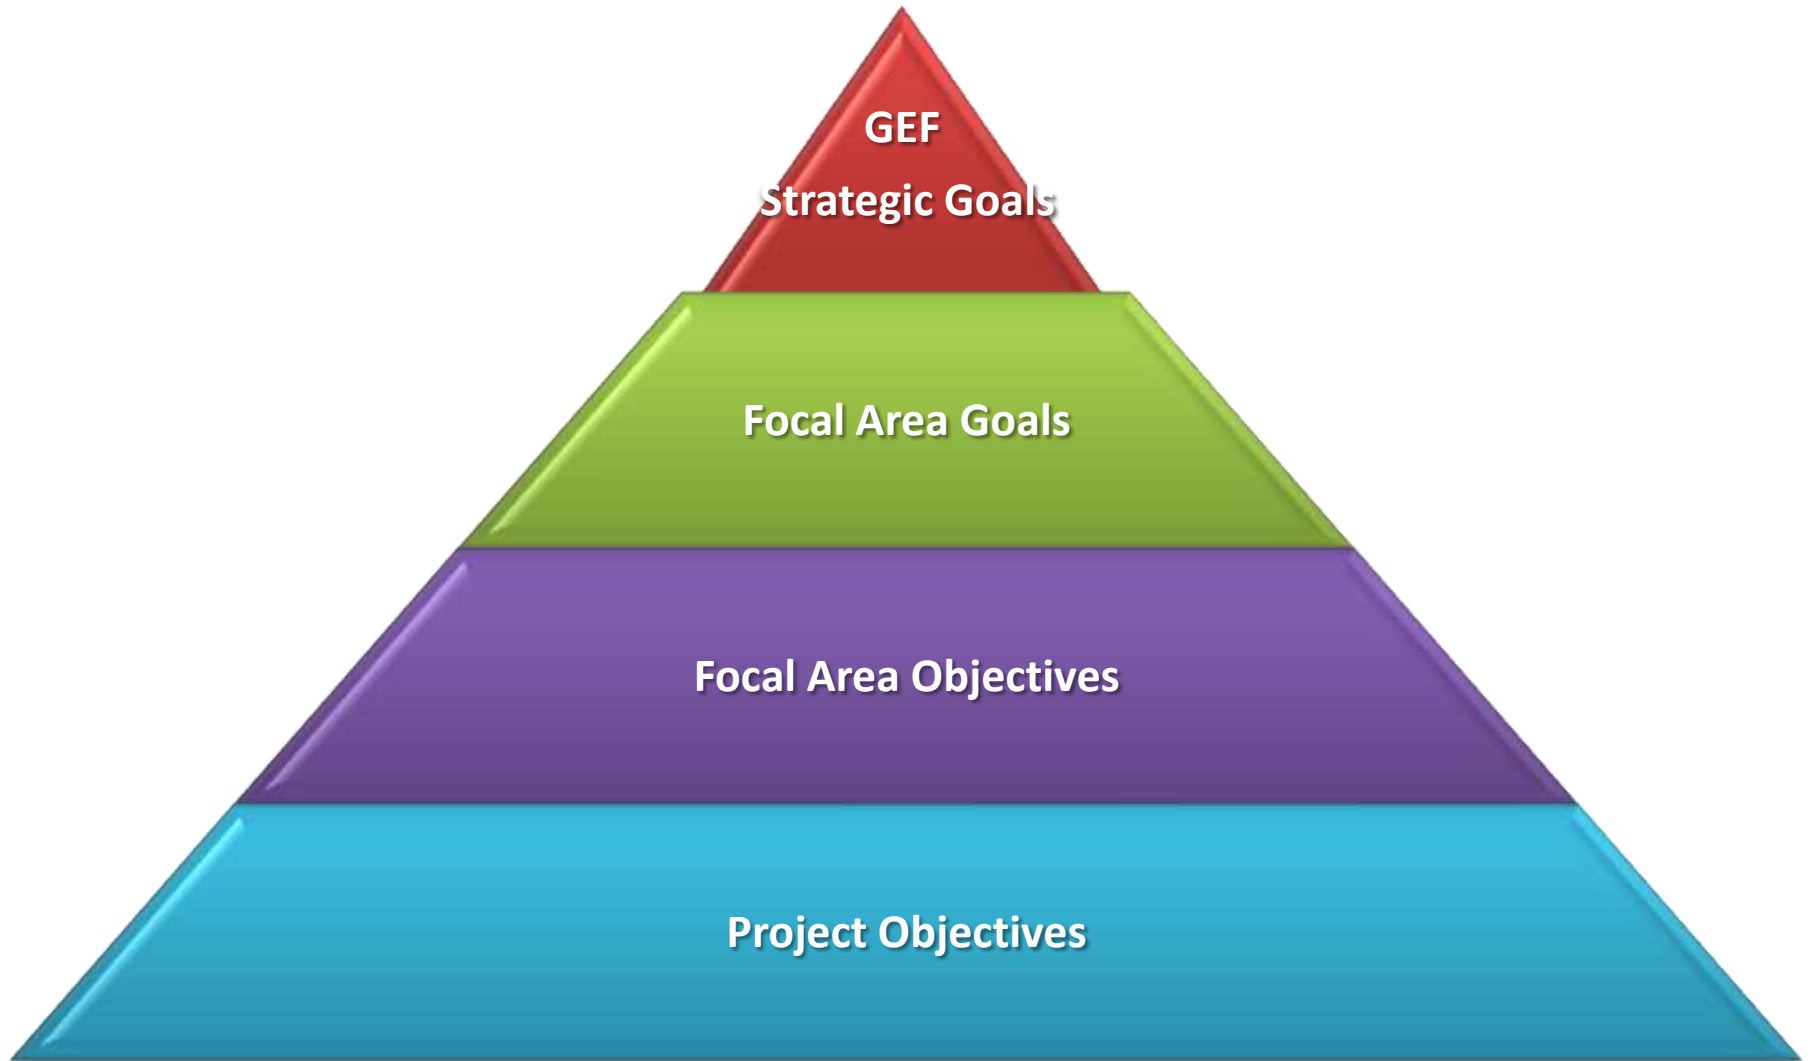 GEF
Strategic Goals
Focal Area Goals
Focal Area Objectives
Project Objectives